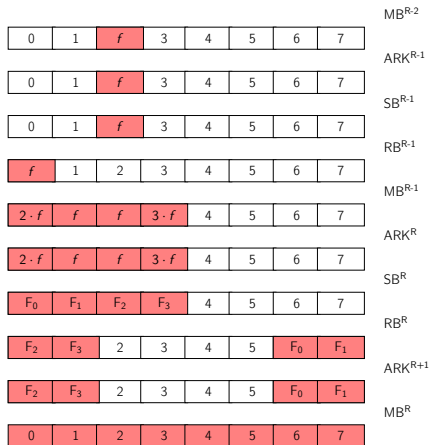 MB^R-2
0 1 f 3 4 5 6 7
ARK^R-1
0 1 f 3 4 5 6 7
SB^R-1
0 1 f 3 4 5 6 7
RB^R-1
f 1 2 3 4 5 6 7
MB^R-1
2 · f f f 3 · f 4 5 6 7
ARK^R
2 · f f f 3 · f 4 5 6 7
SB^R
F₀ F₁ F₂ F₃ 4 5 6 7
RB^R
F₂ F₃ 2 3 4 5 F₀ F₁
ARK^R+1
F₂ F₃ 2 3 4 5 F₀ F₁
MB^R
0 1 2 3 4 5 6 7